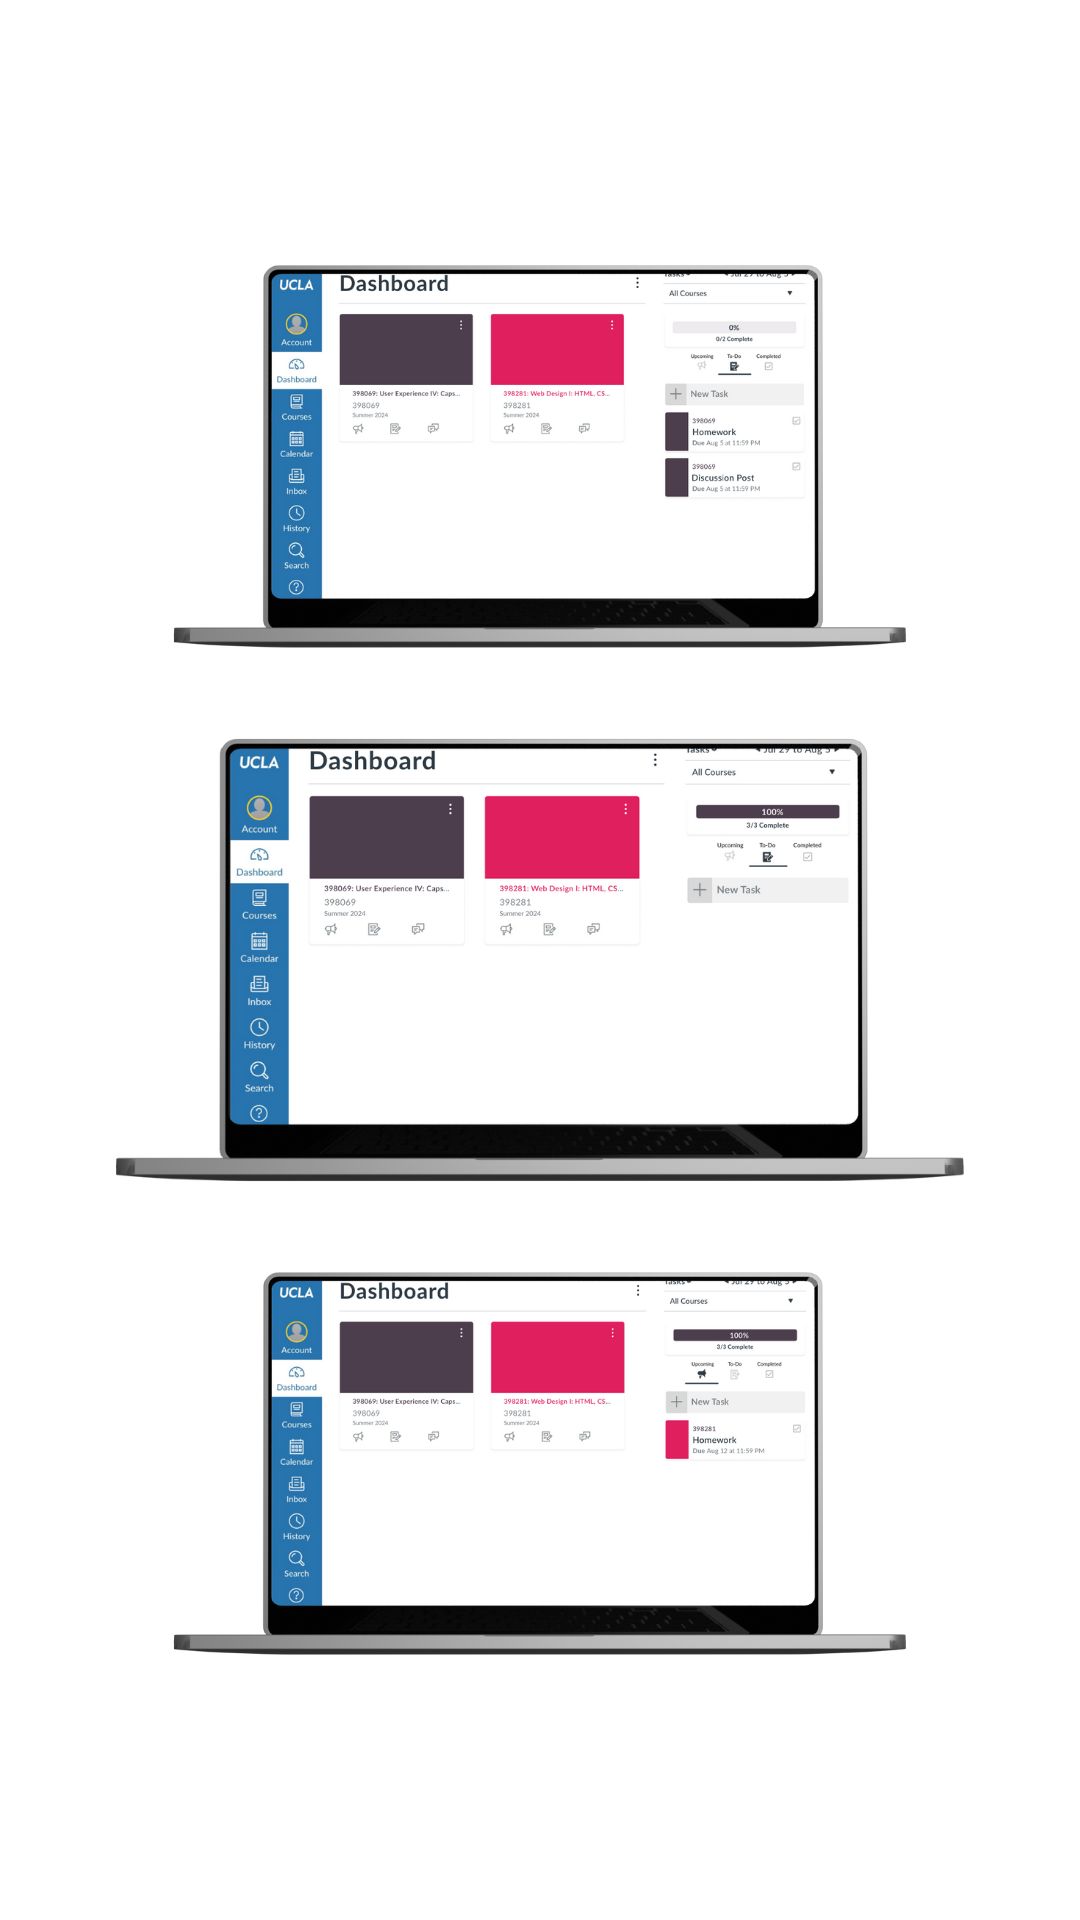 UCLA
Account
Dashboard
Courses
Calendar
Inbox
History
Search
Dashboard
398069: User Experience IV: Caps...
398069
Summer 2024
398281: Web Design I: HTML, CS...
398281
Summer 2024
Tasks Jul 29 to Aug 5
All Courses
0%
0/2 Complete
Upcoming To-Do Completed
New Task
398069
Homework
Due Aug 5 at 11:59 PM
398069
Discussion Post
Due Aug 5 at 11:59 PM
UCLA
Account
Dashboard
Courses
Calendar
Inbox
History
Search
Dashboard
398069: User Experience IV: Caps...
398069
Summer 2024
398281: Web Design I: HTML, CS...
398281
Summer 2024
Tasks Jul 29 to Aug 5
All Courses
100%
3/3 Complete
Upcoming To-Do Completed
New Task
UCLA
Account
Dashboard
Courses
Calendar
Inbox
History
Search
Dashboard
398069: User Experience IV: Caps...
398069
Summer 2024
398281: Web Design I: HTML, CS...
398281
Summer 2024
Tasks Jul 29 to Aug 5
All Courses
100%
3/3 Complete
Upcoming To-Do Completed
New Task
398281
Homework
Due Aug 12 at 11:59 PM